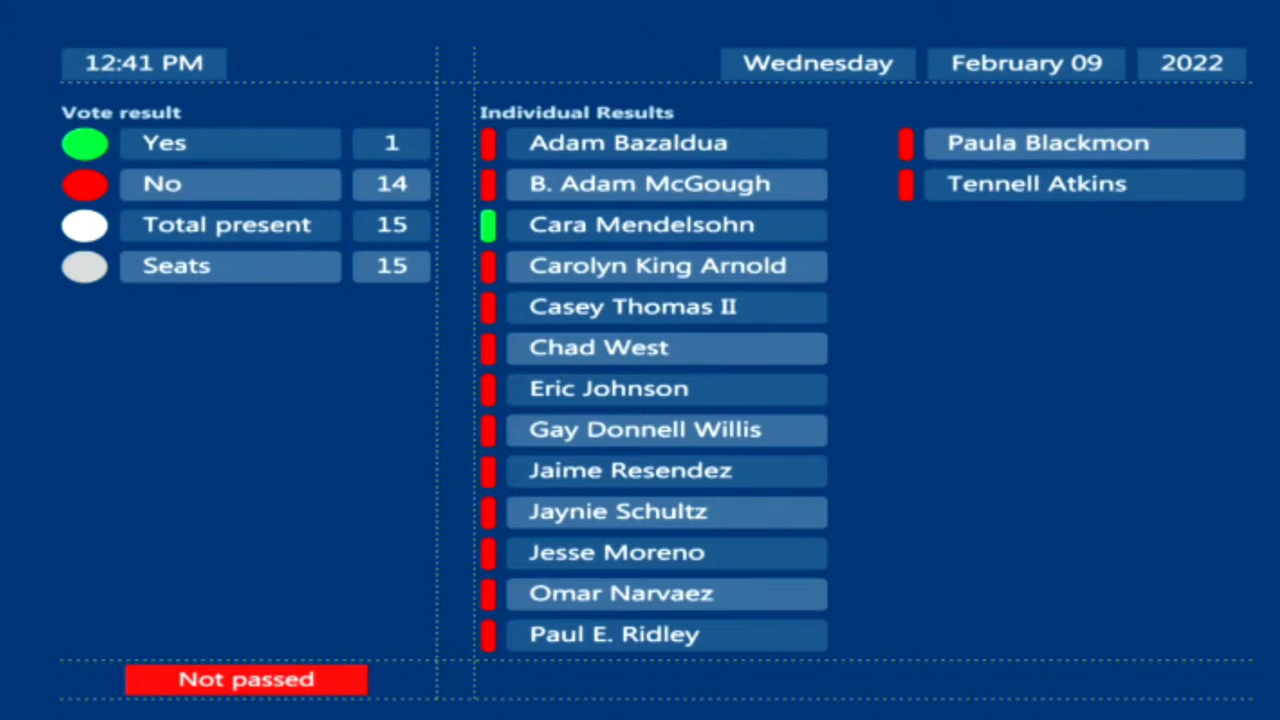 12:41 PM
Wednesday February 09 2022
Vote result
Yes 1
No 14
Total present 15
Seats 15
Individual Results
Adam Bazaldua
B. Adam McGough
Cara Mendelsohn
Carolyn King Arnold
Casey Thomas II
Chad West
Eric Johnson
Gay Donnell Willis
Jaime Resendez
Jaynie Schultz
Jesse Moreno
Omar Narvaez
Paul E. Ridley
Paula Blackmon
Tennell Atkins
Not passed